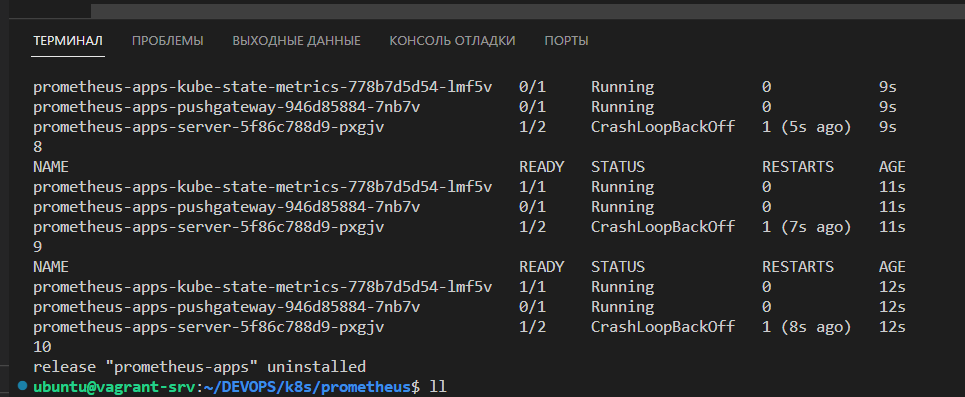 ТЕРМИНАЛ ПРОБЛЕМЫ ВЫХОДНЫЕ ДАННЫЕ КОНСОЛЬ ОТЛАДКИ ПОРТЫ
prometheus-apps-kube-state-metrics-778b7d5d54-lmf5v 0/1 Running 0 9s
prometheus-apps-pushgateway-946d85884-7nb7v 0/1 Running 0 9s
prometheus-apps-server-5f86c788d9-pxgjv 1/2 CrashLoopBackOff 1 (5s ago) 9s
8
NAME READY STATUS RESTARTS AGE
prometheus-apps-kube-state-metrics-778b7d5d54-lmf5v 1/1 Running 0 11s
prometheus-apps-pushgateway-946d85884-7nb7v 0/1 Running 0 11s
prometheus-apps-server-5f86c788d9-pxgjv 1/2 CrashLoopBackOff 1 (7s ago) 11s
9
NAME READY STATUS RESTARTS AGE
prometheus-apps-kube-state-metrics-778b7d5d54-lmf5v 1/1 Running 0 12s
prometheus-apps-pushgateway-946d85884-7nb7v 0/1 Running 0 12s
prometheus-apps-server-5f86c788d9-pxgjv 1/2 CrashLoopBackOff 1 (8s ago) 12s
10
release "prometheus-apps" uninstalled
ubuntu@vagrant-srv:~/DEVOPS/k8s/prometheus$ ll